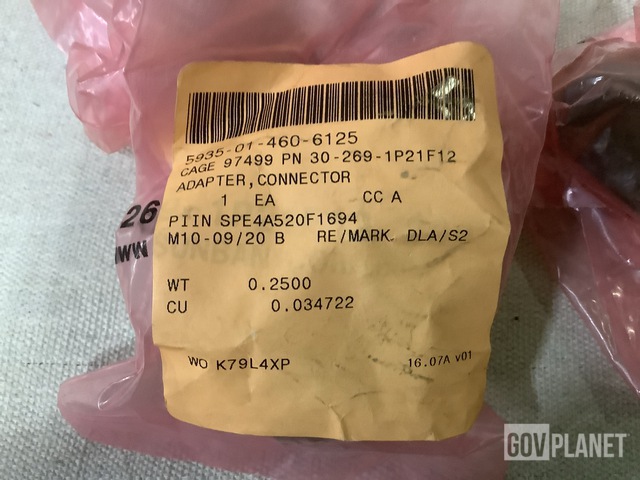 5935-01-460-6125
CAGE 97499 PN 30-269-1P21F12
ADAPTER,CONNECTOR
1 EA CC A
PIIN SPE4A520F1694
M10-09/20 B RE/MARK DLA/S2
WT 0.2500
CU 0.034722
WO K79L4XP 16.07A v01
26
GOVPLANET